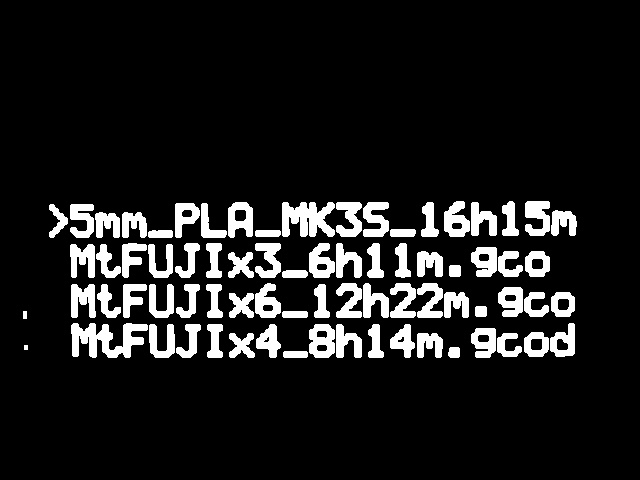 >5mm_PLA_MK3S_16h15m
MtFUJIx3_6h11m.gco
MtFUJIx6_12h22m.gco
MtFUJIx4_8h14m.gcod